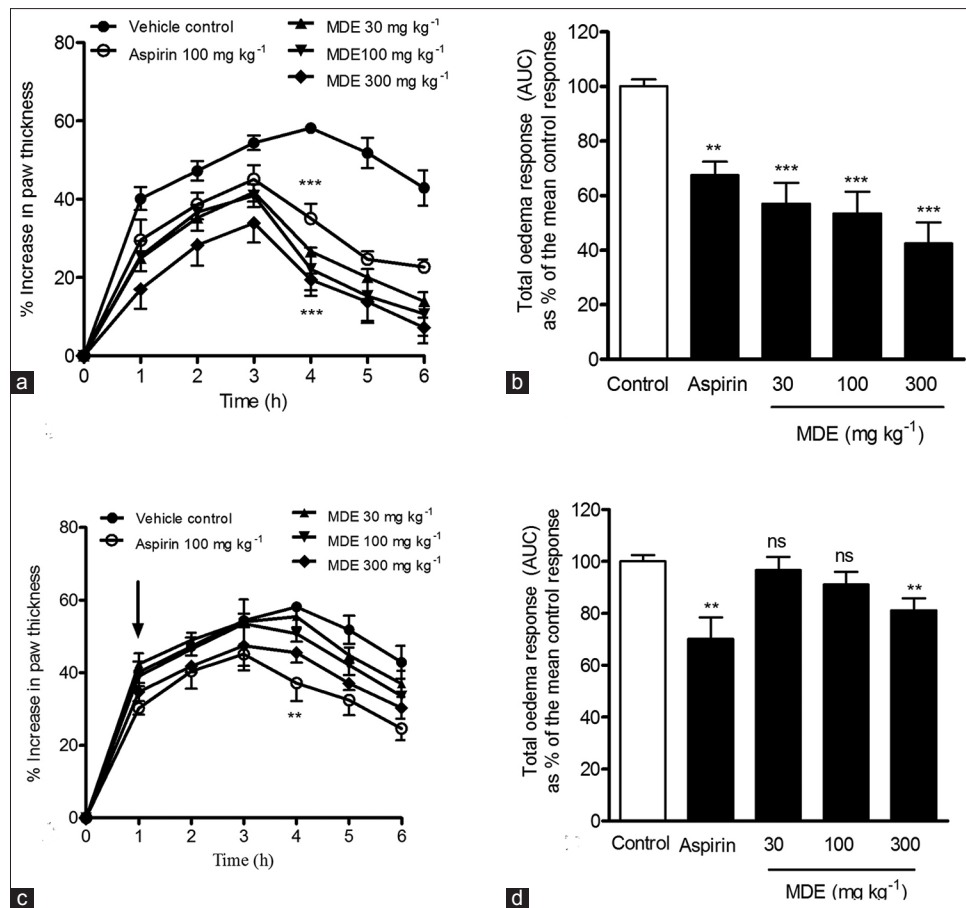 Vehicle control
Aspirin 100 mg kg⁻¹
MDE 30 mg kg⁻¹
MDE100 mg kg⁻¹
MDE 300 mg kg⁻¹
% Increase in paw thickness
80
60
40
20
0
***
***
0 1 2 3 4 5 6
Time (h)
a
Total oedema response (AUC)
as % of the mean control response
120
100
80
60
40
20
0
** *** *** ***
Control Aspirin 30 100 300
MDE (mg kg⁻¹)
b
Vehicle control
Aspirin 100 mg kg⁻¹
MDE 30 mg kg⁻¹
MDE 100 mg kg⁻¹
MDE 300 mg kg⁻¹
% Increase in paw thickness
80
60
40
20
0
**
0 1 2 3 4 5 6
Time (h)
c
Total oedema response (AUC)
as % of the mean control response
120
100
80
60
40
20
0
** ns ns **
Control Aspirin 30 100 300
MDE (mg kg⁻¹)
d